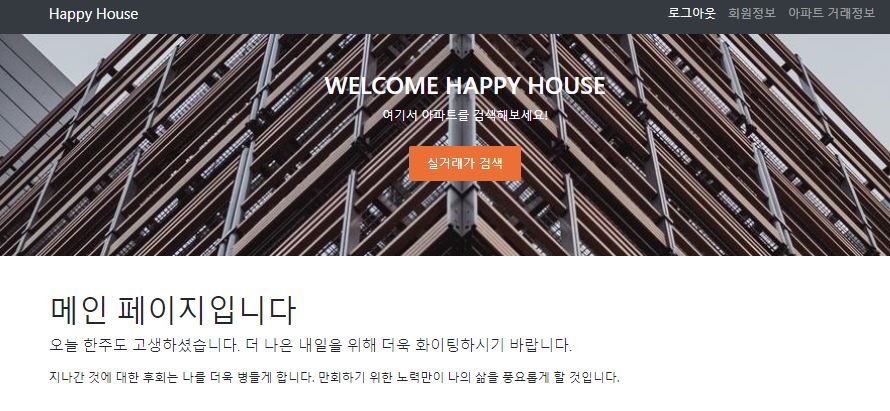 Happy House
로그아웃 회원정보 아파트 거래정보
WELCOME HAPPY HOUSE
여기서 아파트를 검색해보세요!
실거래가 검색
메인 페이지입니다
오늘 한주도 고생하셨습니다. 더 나은 내일을 위해 더욱 화이팅하시기 바랍니다.
지나간 것에 대한 후회는 나를 더욱 병들게 합니다. 만회하기 위한 노력만이 나의 삶을 풍요롭게 할 것입니다.